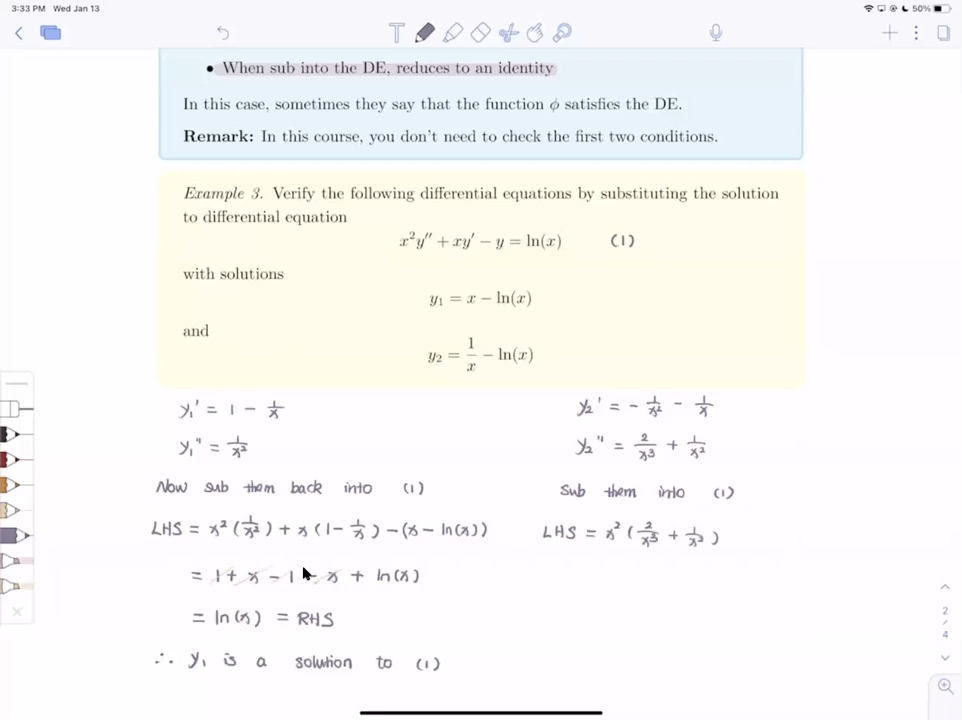 3:33 PM Wed Jan 13
50%
T
• When sub into the DE, reduces to an identity
In this case, sometimes they say that the function ϕ satisfies the DE.
Remark: In this course, you don't need to check the first two conditions.
Example 3. Verify the following differential equations by substituting the solution
to differential equation
x²y″ + xy′ − y = ln(x) (1)
with solutions
y₁ = x − ln(x)
and
y₂ = 1/x − ln(x)
y₁' = 1 − 1/x
y₁" = 1/x²
Now sub them back into (1)
LHS = x² (1/x²) + x (1 − 1/x) − (x − ln(x))
= 1 + x − 1 − x + ln(x)
= ln(x) = RHS
∴ y₁ is a solution to (1)
y₂' = − 1/x² − 1/x
y₂" = 2/x³ + 1/x²
Sub them into (1)
LHS = x² (2/x³ + 1/x²)
2
/
4